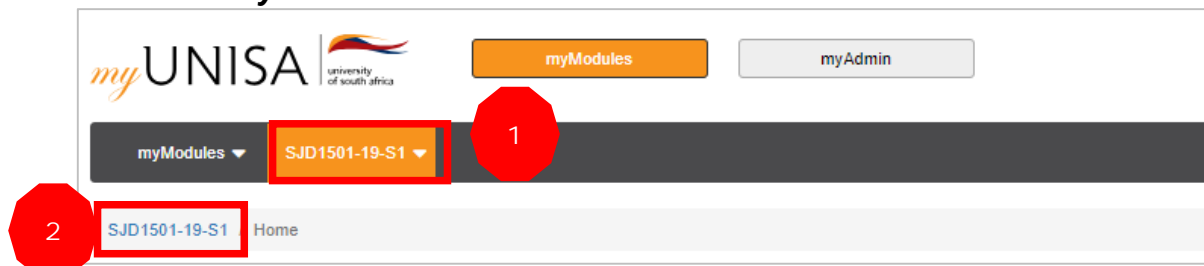 myUNISA university of south africa
myModules
myAdmin
myModules SJD1501-19-S1
1
2
SJD1501-19-S1 / Home